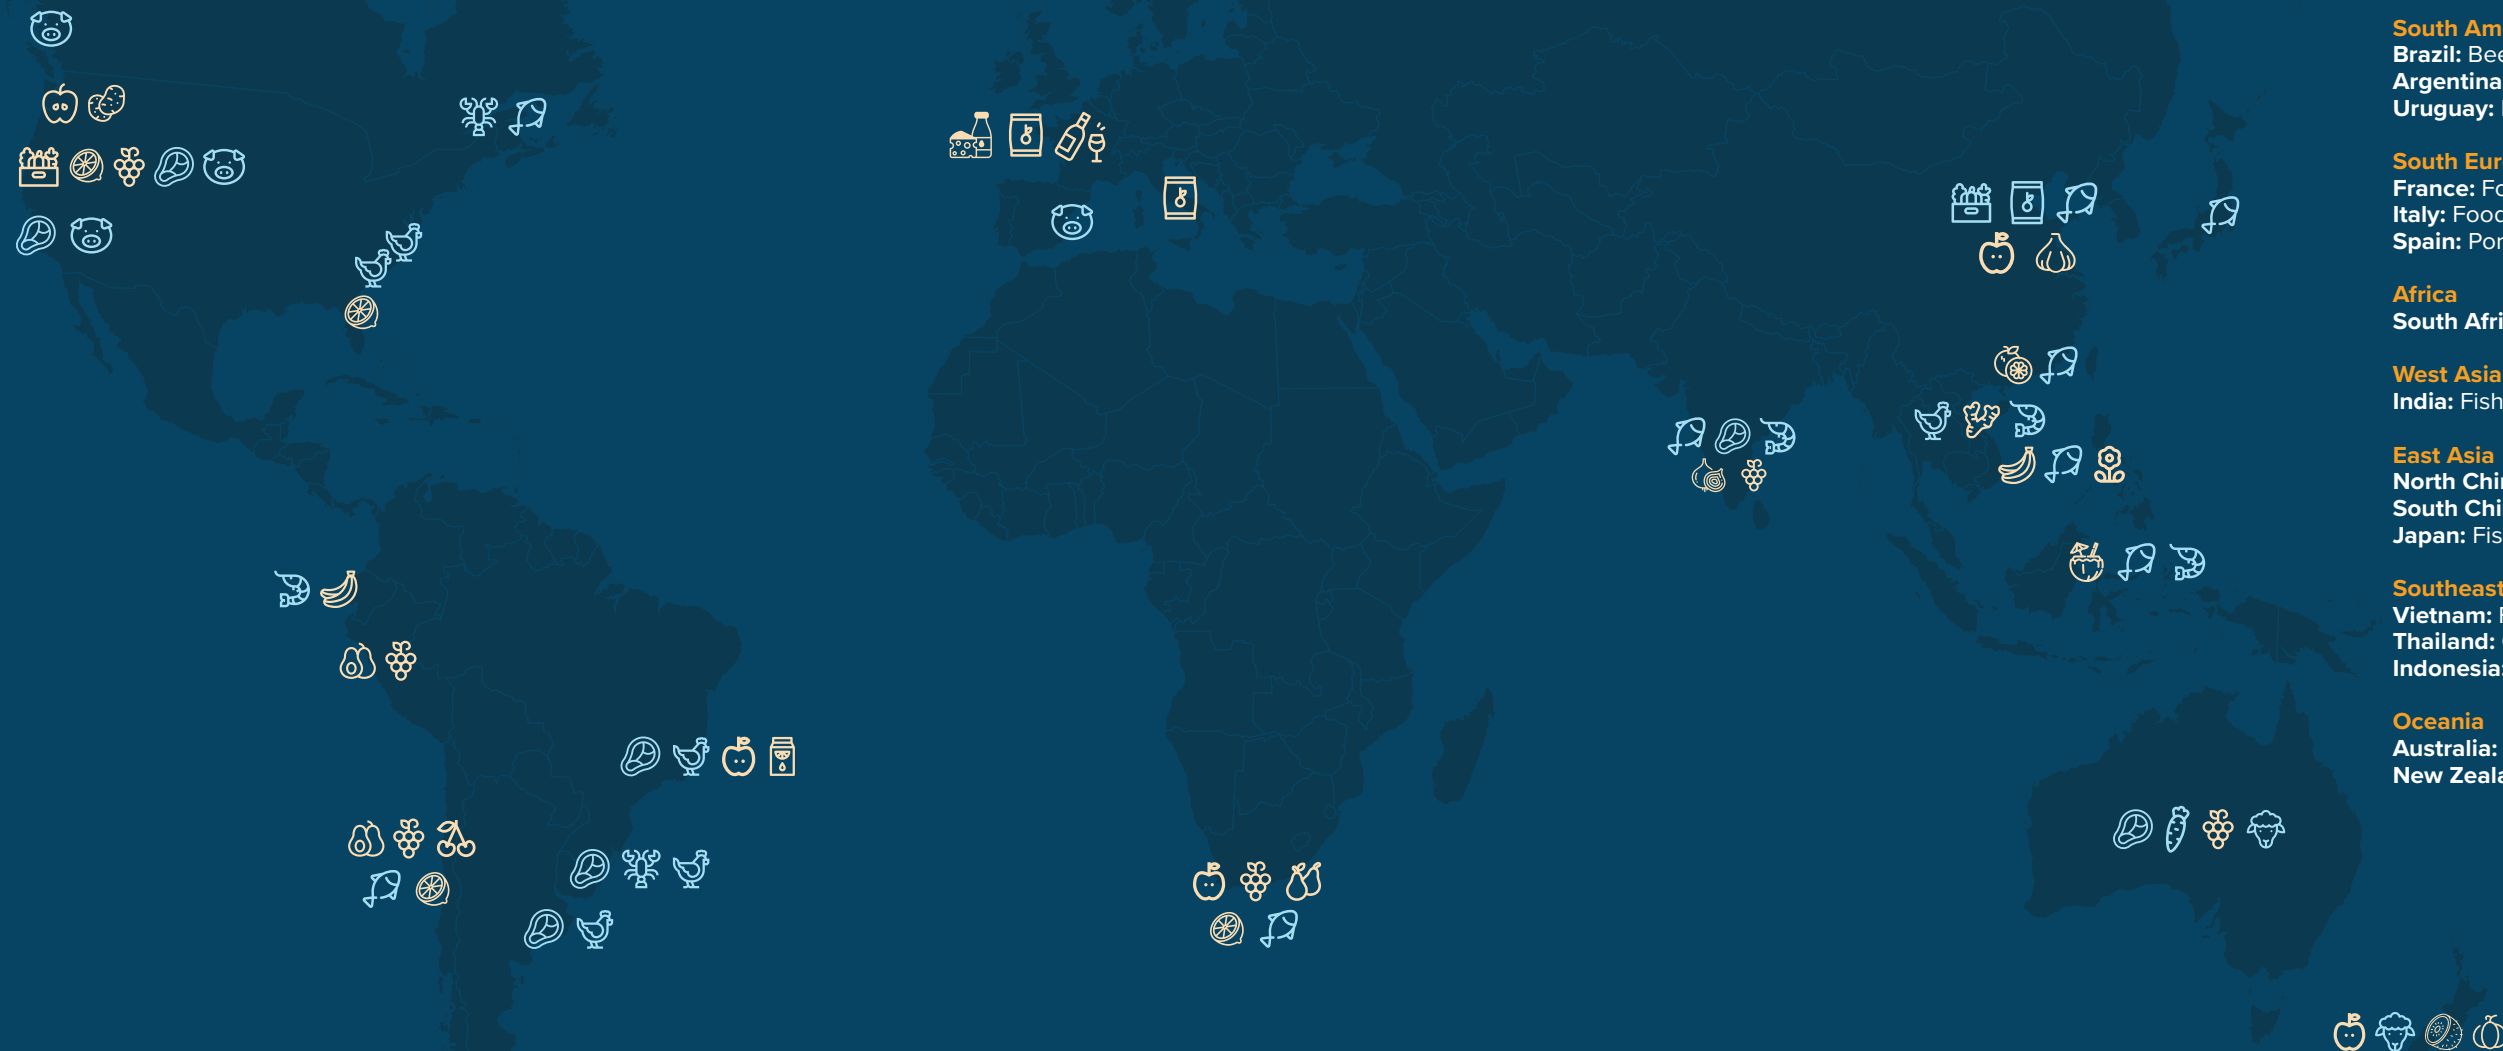 South Am
Brazil: Bee
Argentina
Uruguay:
South Eur
France: Fo
Italy: Food
Spain: Por
Africa
South Afri
West Asia
India: Fish
East Asia
North Chi
South Chi
Japan: Fis
Southeast
Vietnam:
Thailand:
Indonesia:
Oceania
Australia:
New Zeala